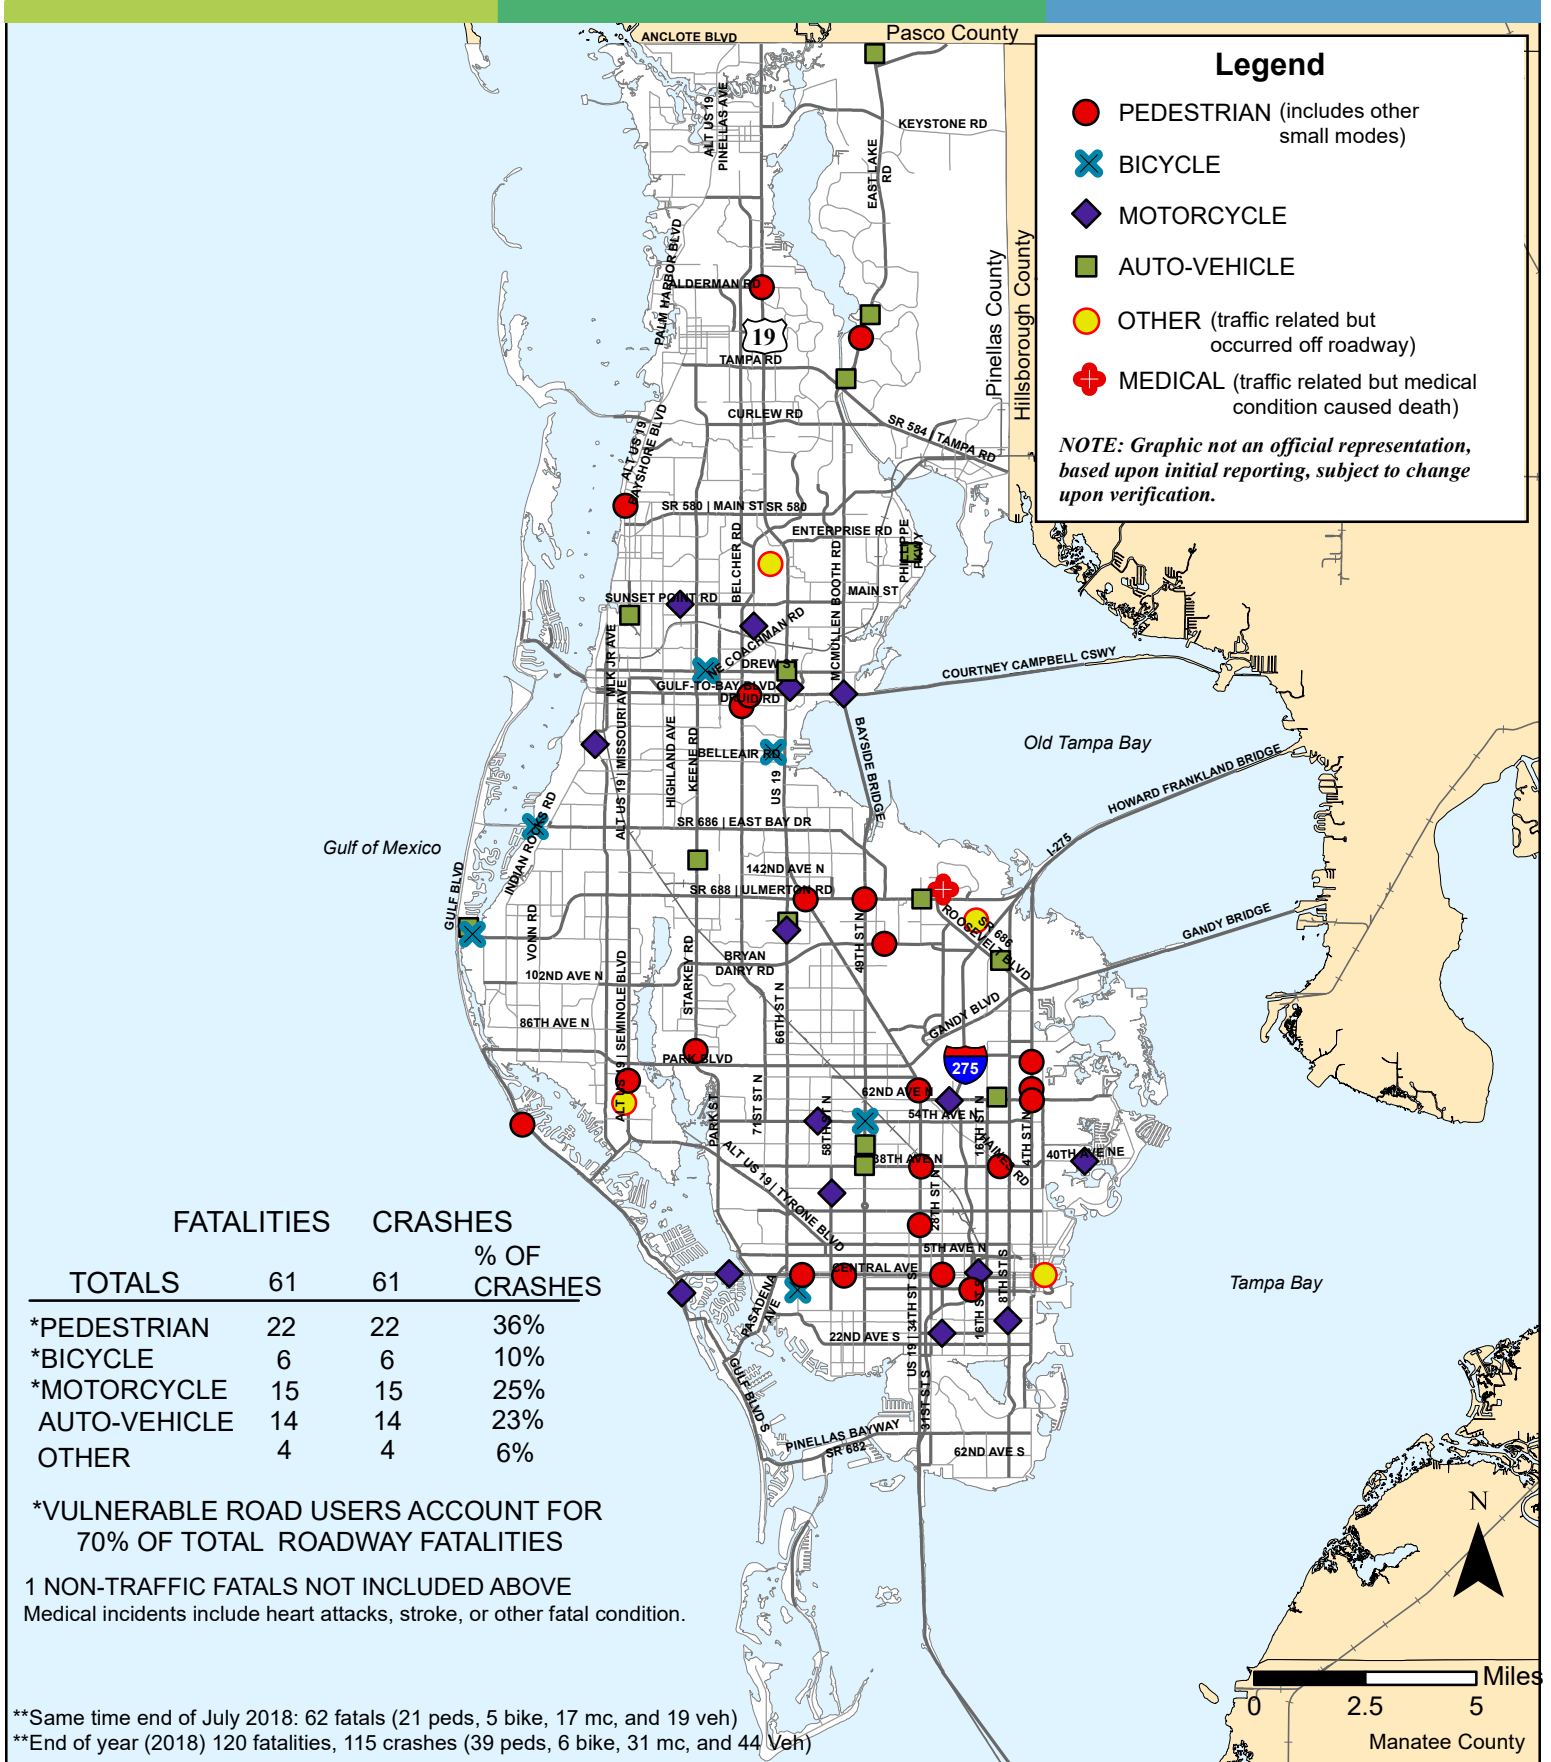 Pasco County
ANCLOTE BLVD
Legend
PEDESTRIAN (includes other
small modes)
BICYCLE
MOTORCYCLE
AUTO-VEHICLE
OTHER (traffic related but
occurred off roadway)
MEDICAL (traffic related but medical
condition caused death)
NOTE: Graphic not an official representation,
based upon initial reporting, subject to change
upon verification.
ALT US 19
PINELLAS AVE
KEYSTONE RD
EAST LAKE
RD
Pinellas County
Hillsborough County
PALM HARBOR BLVD
ALDERMAN RD
19
TAMPA RD
CURLEW RD
SR 584 | TAMPA RD
ALT US 19
BAYSHORE BLVD
SR 580 | MAIN ST
SR 580
ENTERPRISE RD
BELCHER RD
MCMULLEN BOOTH RD
PHILIPPE
PKWY
MAIN ST
SUNSET POINT RD
NE COACHMAN RD
MLK JR AVE
DREW ST
GULF-TO-BAY BLVD
DRUID RD
COURTNEY CAMPBELL CSWY
ALT US 19 | MISSOURI AVE
HIGHLAND AVE
KEENE RD
BELLEAIR RD
US 19
BAYSIDE BRIDGE
Old Tampa Bay
HOWARD FRANKLAND BRIDGE
I-275
Gulf of Mexico
INDIAN ROCKS RD
SR 686 | EAST BAY DR
142ND AVE N
SR 688 | ULMERTON RD
GULF BLVD
VONN RD
49TH ST N
SR 686
ROOSEVELT BLVD
GANDY BRIDGE
BRYAN
DAIRY RD
102ND AVE N
STARKEY RD
86TH AVE N
ALT US 19 | SEMINOLE BLVD
66TH ST N
GANDY BLVD
PARK BLVD
275
62ND AVE N
54TH AVE N
PARK ST
71ST ST N
58TH ST N
16TH ST N
4TH ST N
HAINES RD
38TH AVE N
40TH AVE NE
ALT US 19 | TYRONE BLVD
28TH ST N
5TH AVE N
CENTRAL AVE
PASADENA
AVE
US 19 | 34TH ST S
16TH ST S
8TH ST S
22ND AVE S
Tampa Bay
GULF BLVD S
31ST ST S
PINELLAS BAYWAY
SR 682
62ND AVE S
FATALITIES CRASHES
% OF
TOTALS 61 61 CRASHES
*PEDESTRIAN 22 22 36%
*BICYCLE 6 6 10%
*MOTORCYCLE 15 15 25%
AUTO-VEHICLE 14 14 23%
OTHER 4 4 6%
*VULNERABLE ROAD USERS ACCOUNT FOR
70% OF TOTAL ROADWAY FATALITIES
1 NON-TRAFFIC FATALS NOT INCLUDED ABOVE
Medical incidents include heart attacks, stroke, or other fatal condition.
**Same time end of July 2018: 62 fatals (21 peds, 5 bike, 17 mc, and 19 veh)
**End of year (2018) 120 fatalities, 115 crashes (39 peds, 6 bike, 31 mc, and 44 Veh)
N
Miles
0 2.5 5
Manatee County